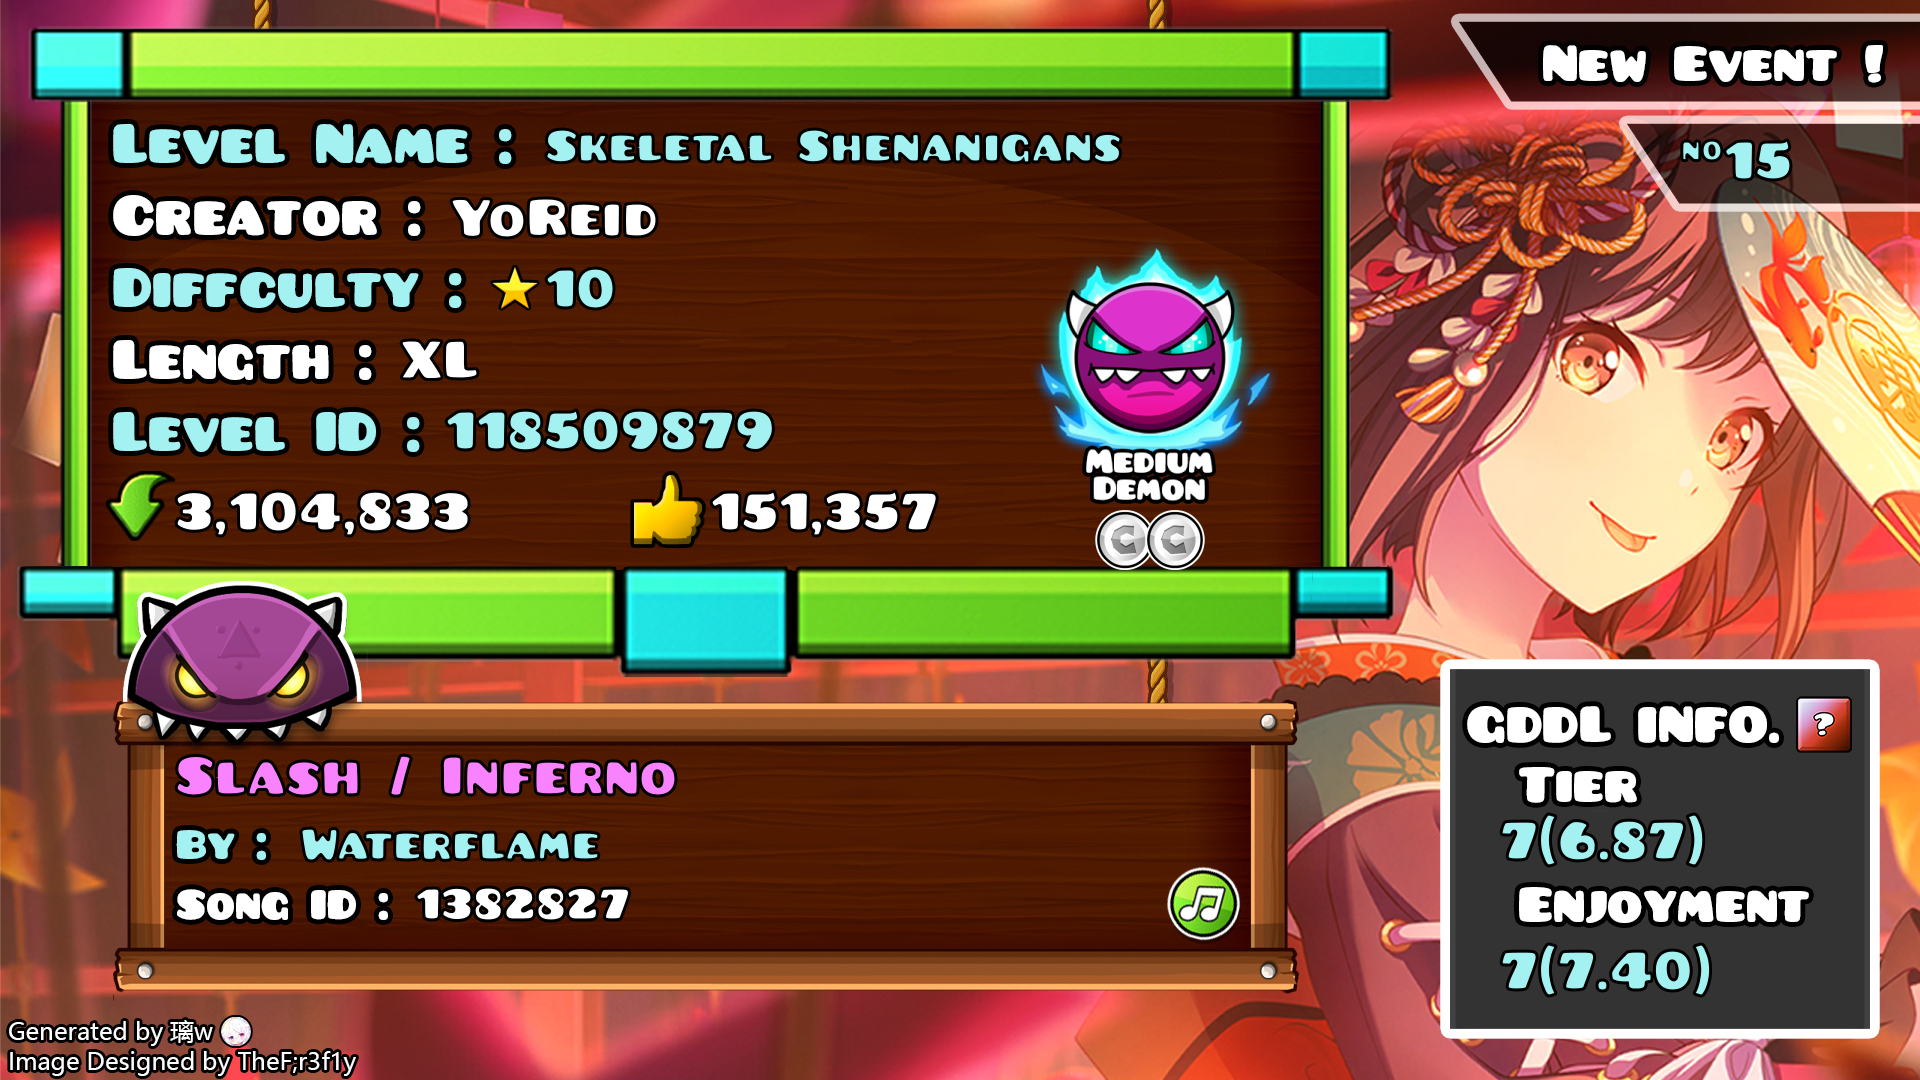 New Event !
No15
Level Name : Skeletal Shenanigans
Creator : YoReid
Diffculty : 10
Length : XL
Level ID : 118509879
3,104,833
151,357
Medium
Demon
Slash / Inferno
By : Waterflame
Song ID : 1382827
GDDL Info. ?
Tier
7(6.87)
Enjoyment
7(7.40)
Generated by 璃w
Image Designed by TheF;r3f1y